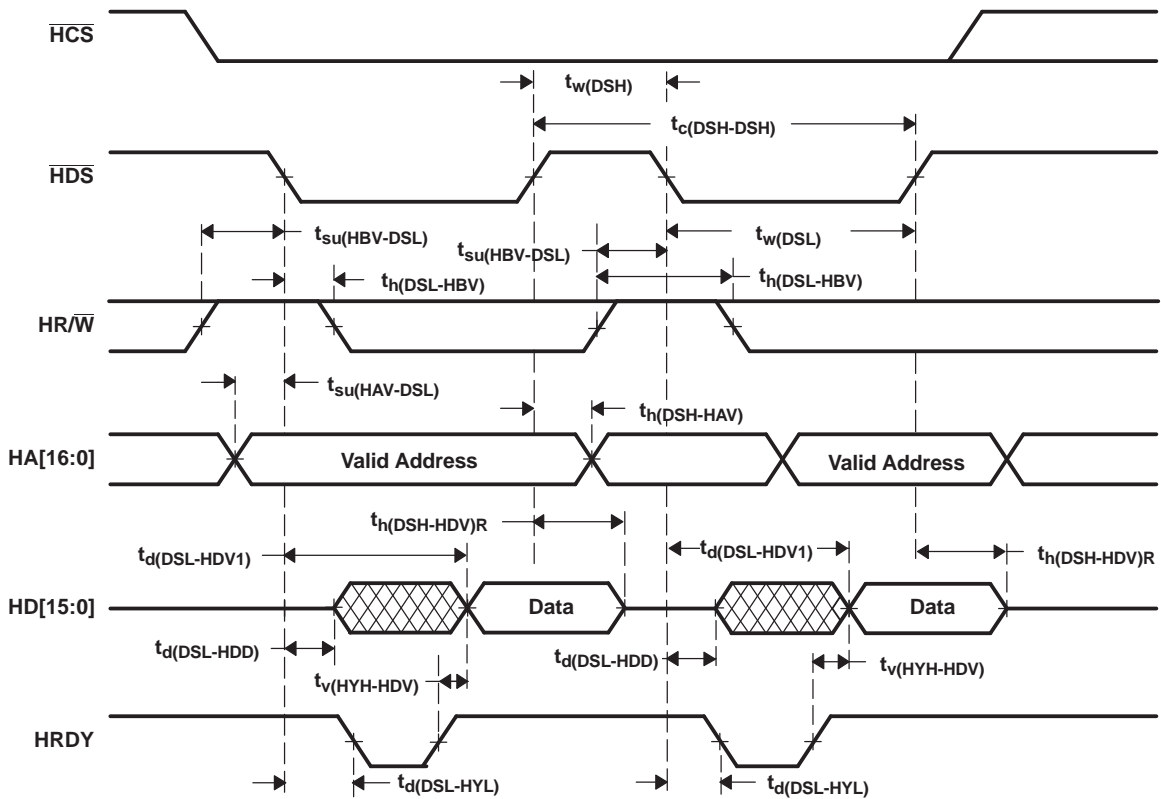 HCS
tw(DSH)
tc(DSH-DSH)
HDS
tsu(HBV-DSL)
tsu(HBV-DSL)
tw(DSL)
th(DSL-HBV)
th(DSL-HBV)
HR/W
tsu(HAV-DSL)
th(DSH-HAV)
HA[16:0]
Valid Address
Valid Address
th(DSH-HDV)R
td(DSL-HDV1)
td(DSL-HDV1)
th(DSH-HDV)R
HD[15:0]
Data
Data
td(DSL-HDD)
td(DSL-HDD)
tv(HYH-HDV)
tv(HYH-HDV)
HRDY
td(DSL-HYL)
td(DSL-HYL)